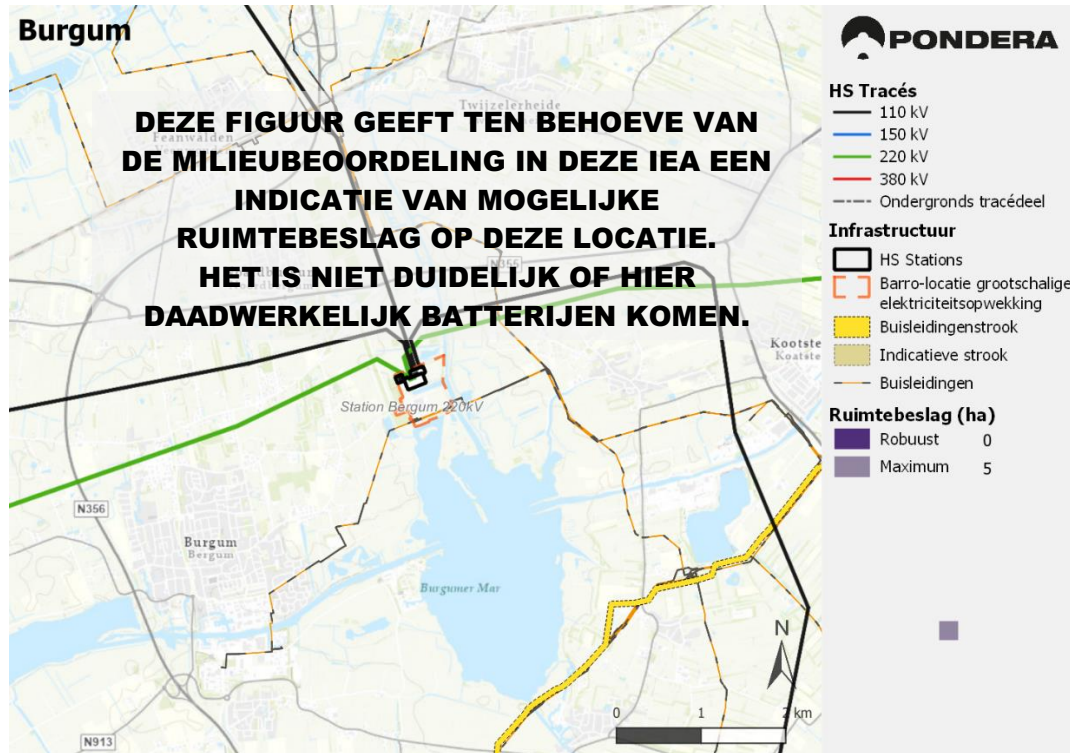 Burgum
PONDERA
DEZE FIGUUR GEEFT TEN BEHOEVE VAN
DE MILIEUBEOORDELING IN DEZE IEA EEN
INDICATIE VAN MOGELIJKE
RUIMTEBESLAG OP DEZE LOCATIE.
HET IS NIET DUIDELIJK OF HIER
DAADWERKELIJK BATTERIJEN KOMEN.
Twijzelerheide
Feanwâlden
N355
Kootste
Koatste
Station Bergum 220kV
N356
Burgum
Bergum
Burgumer Mar
N913
N
0 1 2 km
HS Tracés
110 kV
150 kV
220 kV
380 kV
Ondergronds tracédeel
Infrastructuur
HS Stations
Barro-locatie grootschalige
elektriciteitsopwekking
Buisleidingenstrook
Indicatieve strook
Buisleidingen
Ruimtebeslag (ha)
Robuust 0
Maximum 5